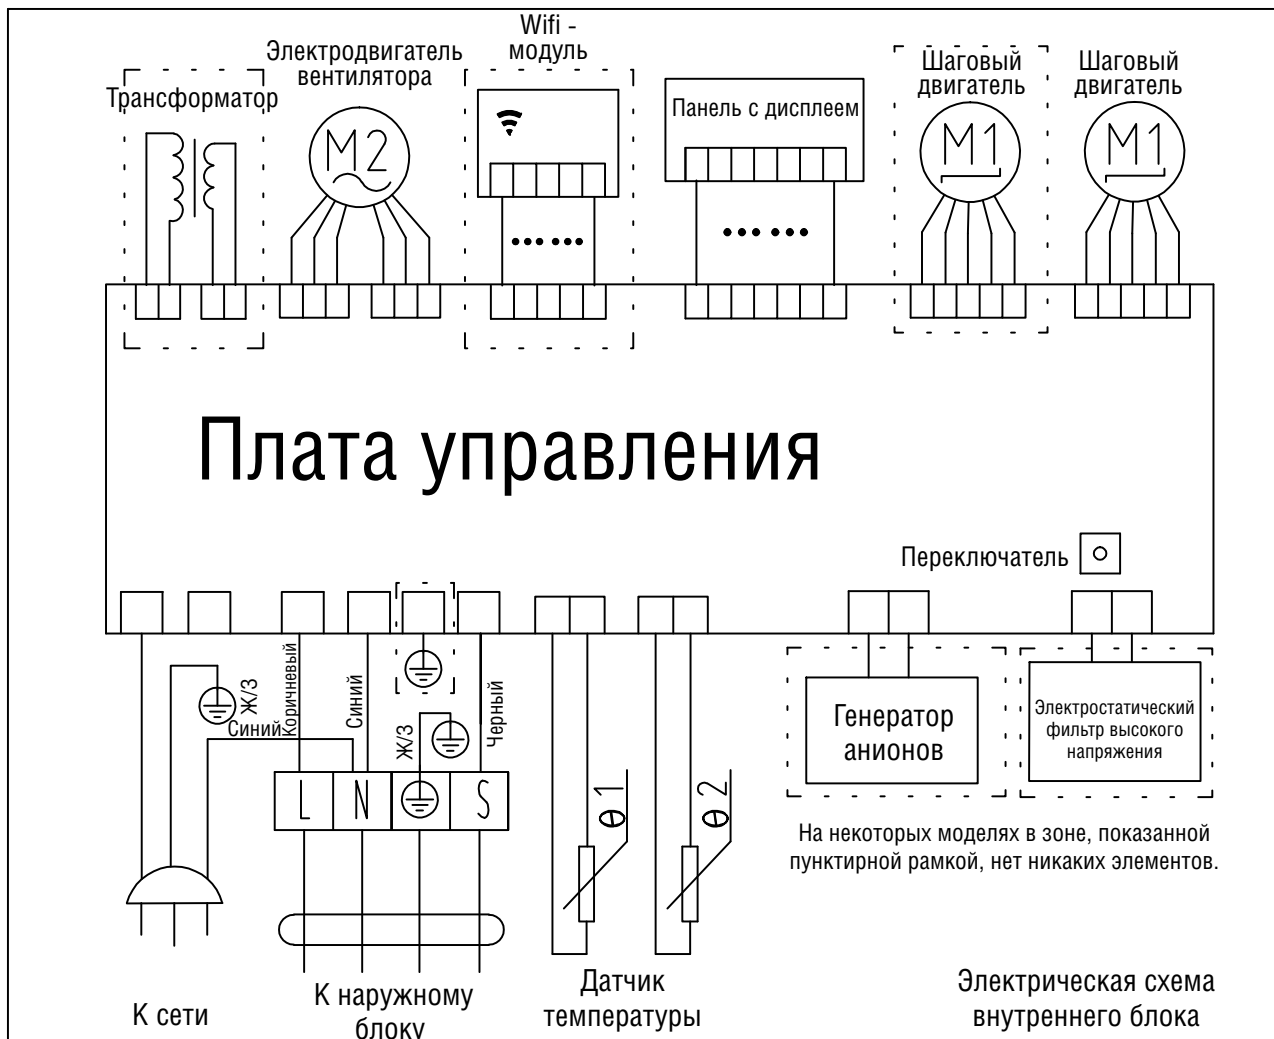 Wifi -
модуль
Электродвигатель
вентилятора
Шаговый
двигатель
Шаговый
двигатель
Трансформатор
Панель с дисплеем
M2
M1
M1
Плата управления
Переключатель
Ж/З
Синий
Коричневый
Синий
Ж/З
Черный
L N S
θ1
θ2
Генератор
анионов
Электростатический
фильтр высокого
напряжения
На некоторых моделях в зоне, показанной
пунктирной рамкой, нет никаких элементов.
К сети
К наружному
блоку
Датчик
температуры
Электрическая схема
внутреннего блока